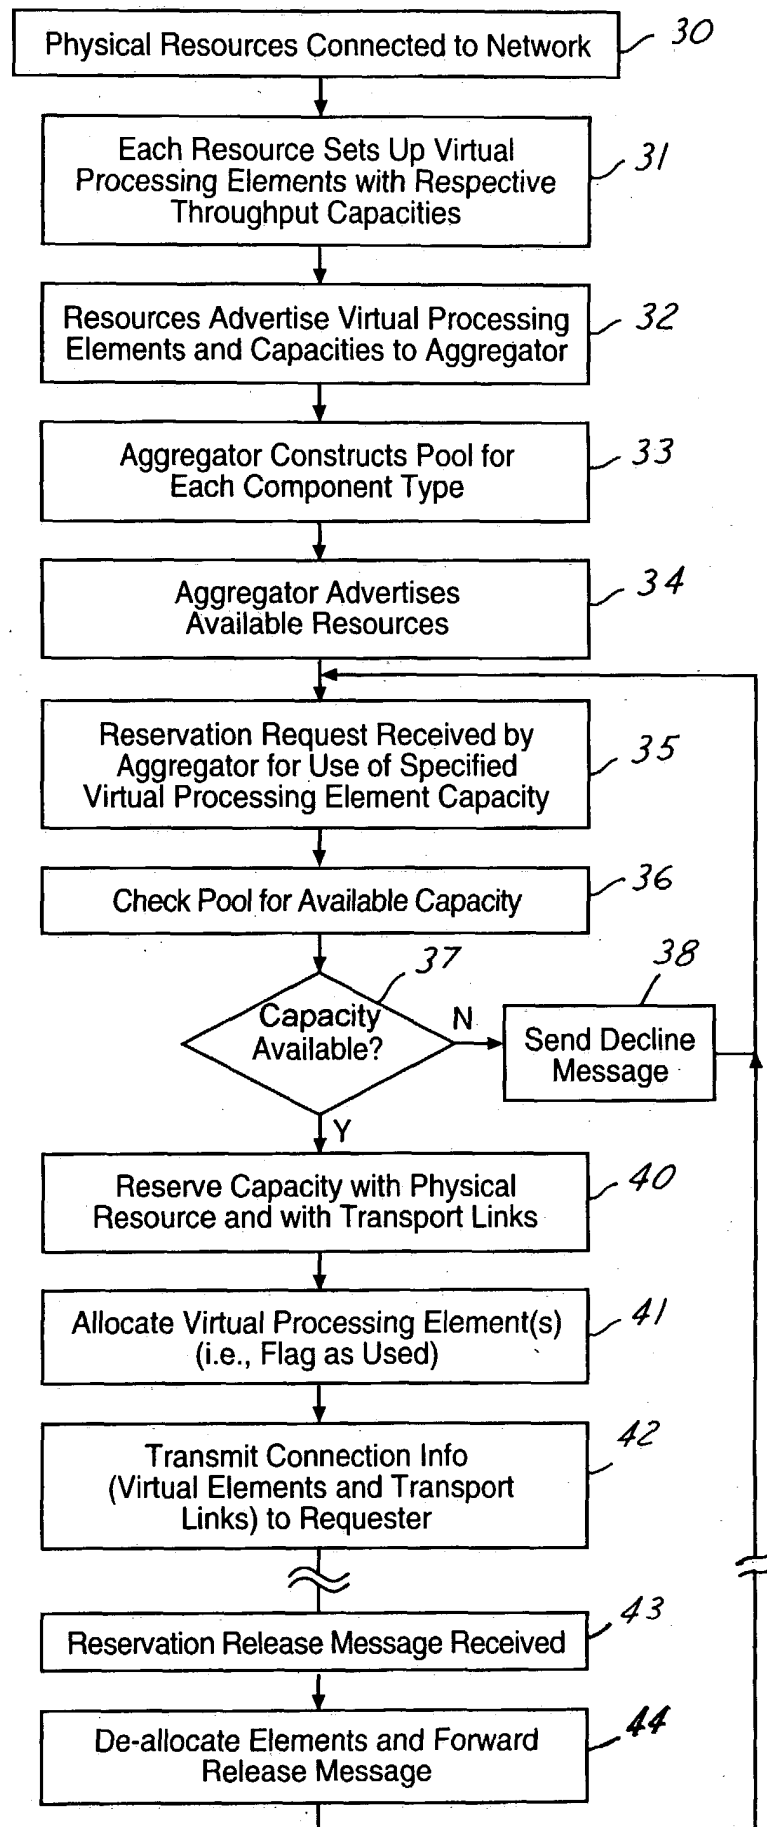 Physical Resources Connected to Network
30
Each Resource Sets Up Virtual
Processing Elements with Respective
Throughput Capacities
31
Resources Advertise Virtual Processing
Elements and Capacities to Aggregator
32
Aggregator Constructs Pool for
Each Component Type
33
Aggregator Advertises
Available Resources
34
Reservation Request Received by
Aggregator for Use of Specified
Virtual Processing Element Capacity
35
Check Pool for Available Capacity
36
Capacity
Available?
37
N
Send Decline
Message
38
Y
Reserve Capacity with Physical
Resource and with Transport Links
40
Allocate Virtual Processing Element(s)
(i.e., Flag as Used)
41
Transmit Connection Info
(Virtual Elements and Transport
Links) to Requester
42
Reservation Release Message Received
43
De-allocate Elements and Forward
Release Message
44